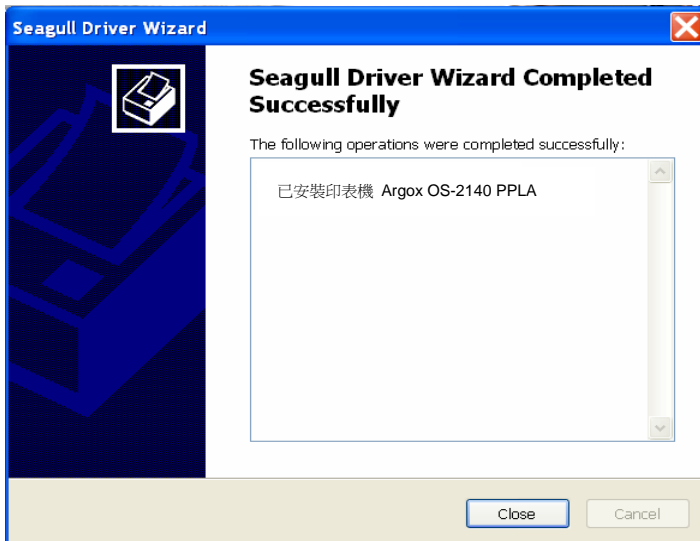 Seagull Driver Wizard
Seagull Driver Wizard Completed
Successfully
The following operations were completed successfully:
已安裝印表機 Argox OS-2140 PPLA
Close
Cancel